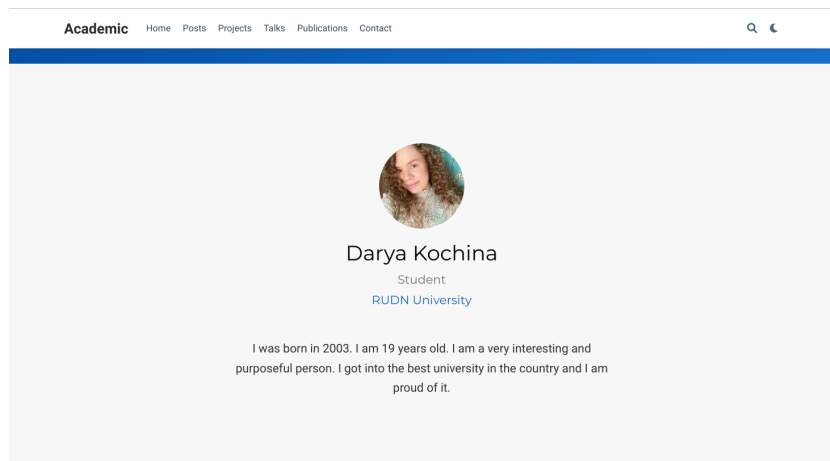 Academic Home Posts Projects Talks Publications Contact
Darya Kochina
Student
RUDN University
I was born in 2003. I am 19 years old. I am a very interesting and
purposeful person. I got into the best university in the country and I am
proud of it.